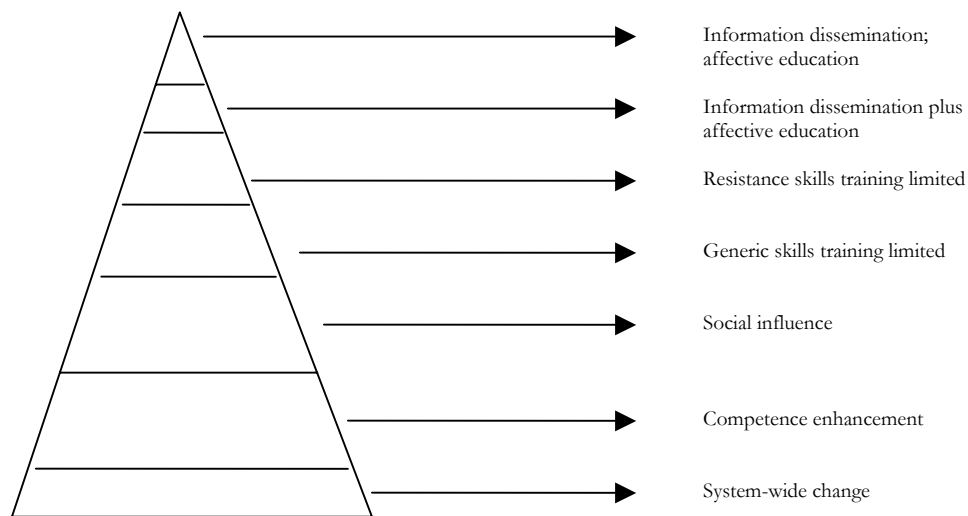 Information dissemination;
affective education
Information dissemination plus
affective education
Resistance skills training limited
Generic skills training limited
Social influence
Competence enhancement
System-wide change